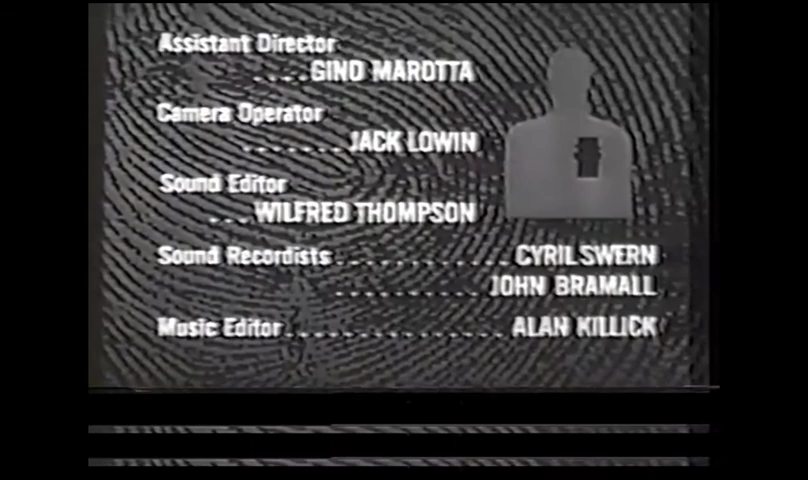 Assistant Director
....GINO MAROTTA
Camera Operator
.......JACK LOWIN
Sound Editor
...WILFRED THOMPSON
Sound Recordists.............CYRIL SWERN
..........JOHN BRAMALL
Music Editor................ALAN KILLICK